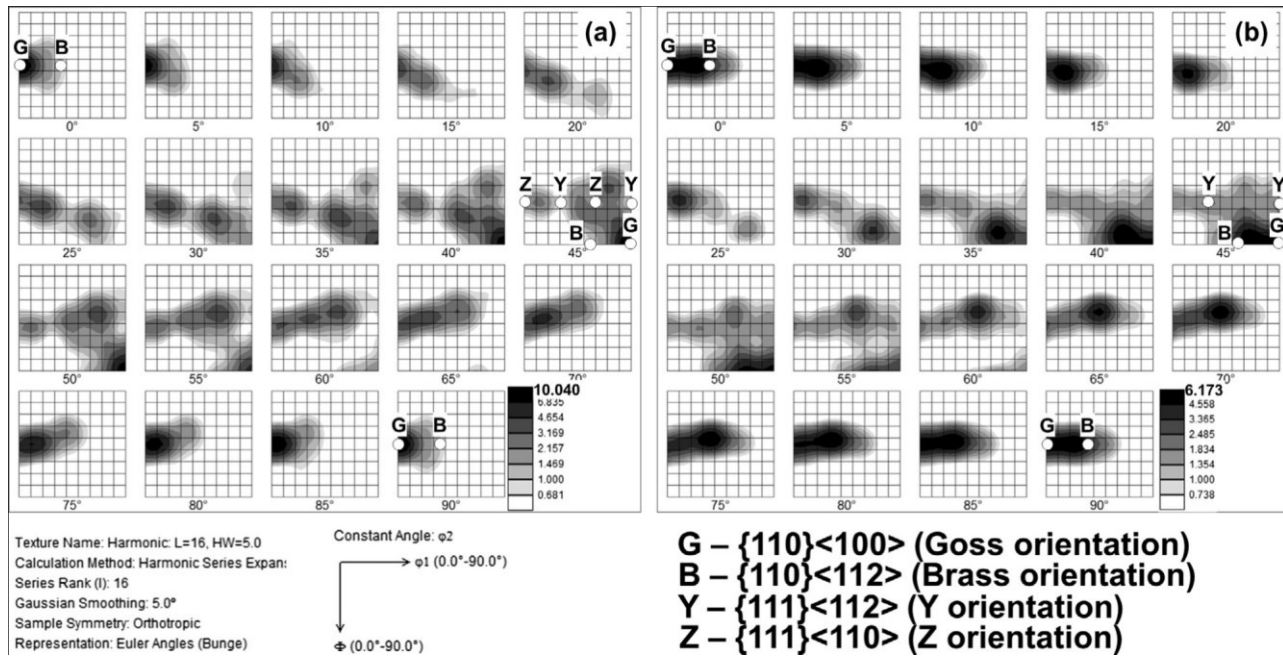 (a)
G B
0° 5° 10° 15° 20°
Z Y Z Y
B G
25° 30° 35° 40° 45°
50° 55° 60° 65° 70°
G B
75° 80° 85° 90°
10.040
6.835
4.654
3.169
2.157
1.469
1.000
0.681
(b)
G B
0° 5° 10° 15° 20°
Y Y
B G
25° 30° 35° 40° 45°
50° 55° 60° 65° 70°
G B
75° 80° 85° 90°
6.173
4.558
3.365
2.485
1.834
1.354
1.000
0.738
Texture Name: Harmonic: L=16, HW=5.0
Calculation Method: Harmonic Series Expan:
Series Rank (l): 16
Gaussian Smoothing: 5.0°
Sample Symmetry: Orthotropic
Representation: Euler Angles (Bunge)
Constant Angle: φ2
φ1 (0.0°-90.0°)
Φ (0.0°-90.0°)
G – {110}<100> (Goss orientation)
B – {110}<112> (Brass orientation)
Y – {111}<112> (Y orientation)
Z – {111}<110> (Z orientation)